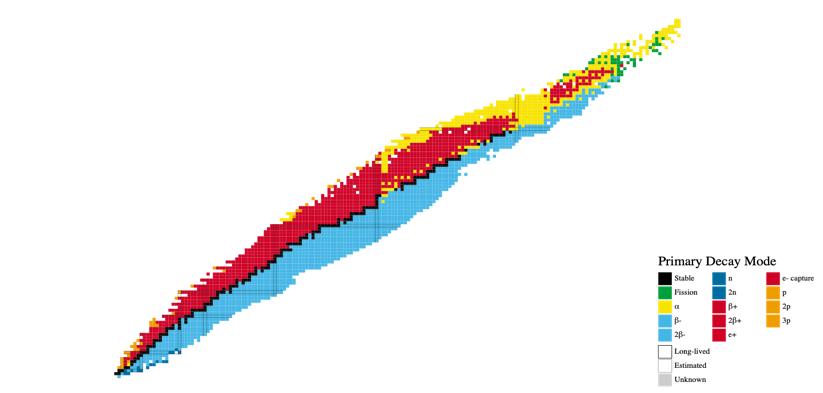 Primary Decay Mode
Stable n e- capture
Fission 2n p
α β+ 2p
β- 2β+ 3p
2β- e+
Long-lived
Estimated
Unknown